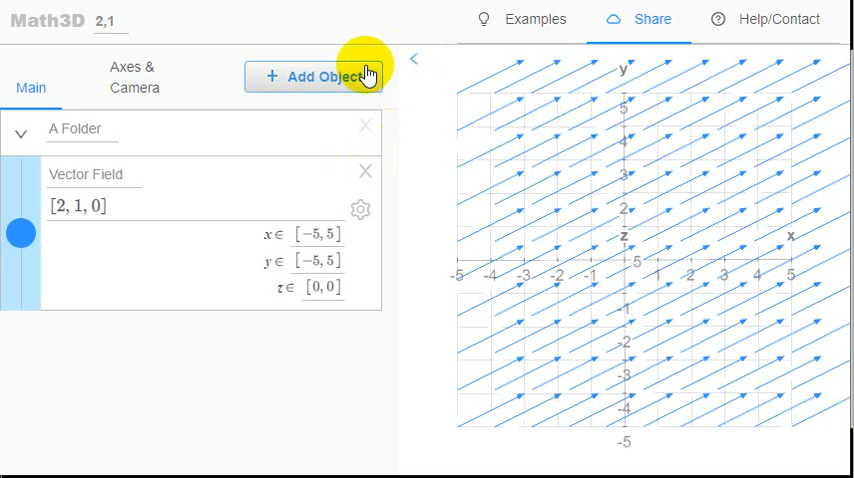 Math3D 2,1
Examples Share Help/Contact
Main Axes & Camera + Add Object
A Folder
Vector Field
[2, 1, 0]
x ∈ [−5, 5]
y ∈ [−5, 5]
z ∈ [0, 0]
y
5
4
3
2
z x
-5 -4 -3 -2 -1 5 1 2 3 4 5
-1
-2
-3
-4
-5